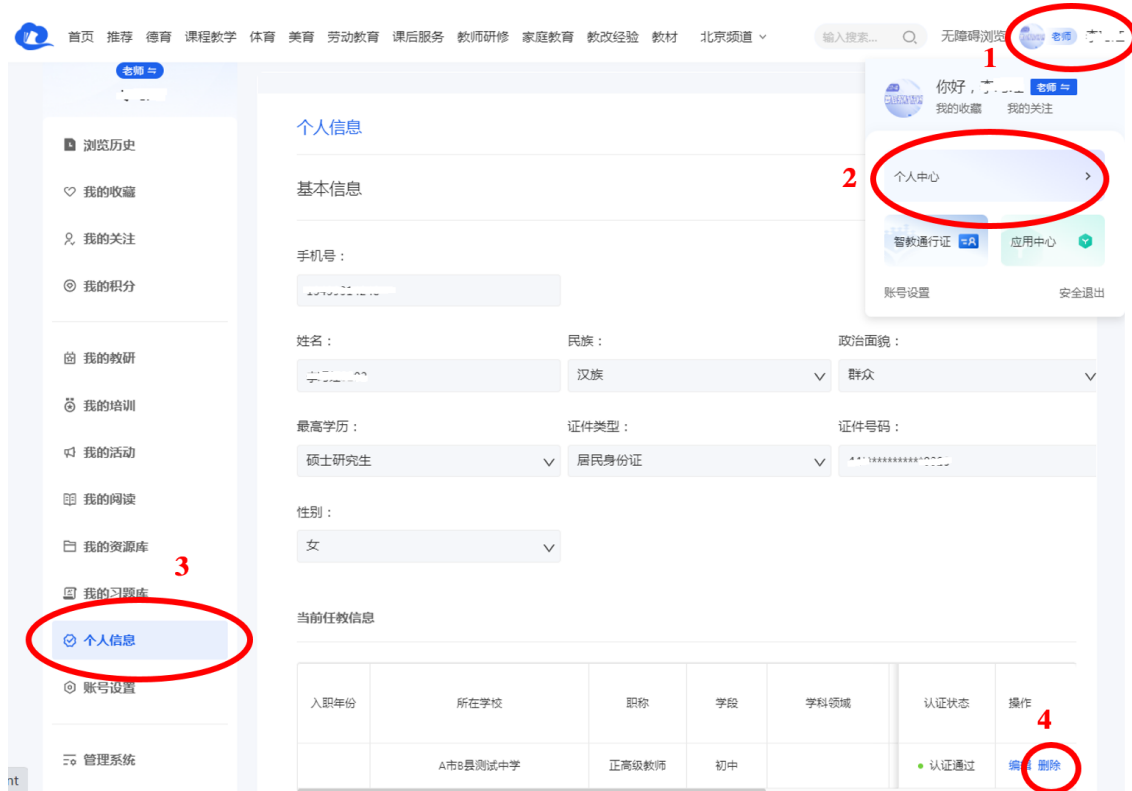 首页 推荐 德育 课程教学 体育 美育 劳动教育 课后服务 教师研修 家庭教育 教改经验 教材 北京频道 输入搜索... 无障碍浏览 老师
1
老师
你好，李 老师
我的收藏 我的关注
2
个人中心
智教通行证 应用中心
账号设置 安全退出
浏览历史
我的收藏
我的关注
我的积分
我的教研
我的培训
我的活动
我的阅读
我的资源库
3
我的习题库
个人信息
账号设置
管理系统
nt
个人信息
基本信息
手机号：
姓名： 民族： 政治面貌：
汉族 群众
最高学历： 证件类型： 证件号码：
硕士研究生 居民身份证
性别：
女
当前任教信息
入职年份 所在学校 职称 学段 学科领域 认证状态 操作
4
A市B县测试中学 正高级教师 初中 认证通过 编辑 删除